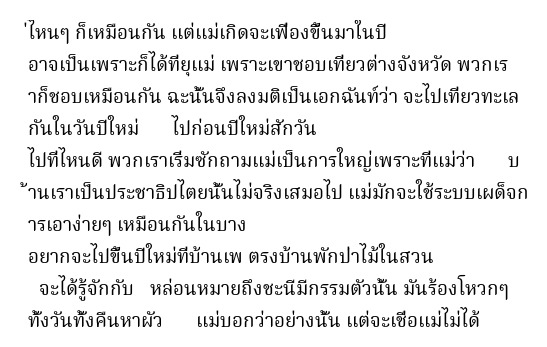 ่ไหนๆ ก็เหมือนกัน แต่แม่เกิดจะเฟื่องขึ้นมาในปี
อาจเป็นเพราะก็ได้ที่ยุแม่ เพราะเขาชอบเที่ยวต่างจังหวัด พวกเร
าก็ชอบเหมือนกัน ฉะนั้นจึงลงมติเป็นเอกฉันท์ว่า จะไปเที่ยวทะเล
กันในวันปีใหม่ ไปก่อนปีใหม่สักวัน
ไปที่ไหนดี พวกเราเริ่มซักถามแม่เป็นการใหญ่เพราะที่แม่ว่า บ
้านเราเป็นประชาธิปไตยนั้นไม่จริงเสมอไป แม่มักจะใช้ระบบเผด็จก
ารเอาง่ายๆ เหมือนกันในบาง
อยากจะไปขึ้นปีใหม่ที่บ้านเพ ตรงบ้านพักป่าไม้ในสวน
จะได้รู้จักกับ หล่อนหมายถึงชะนีมีกรรมตัวนั้น มันร้องโหวกๆ
ทั้งวันทั้งคืนหาผัว แม่บอกว่าอย่างนั้น แต่จะเชื่อแม่ไม่ได้